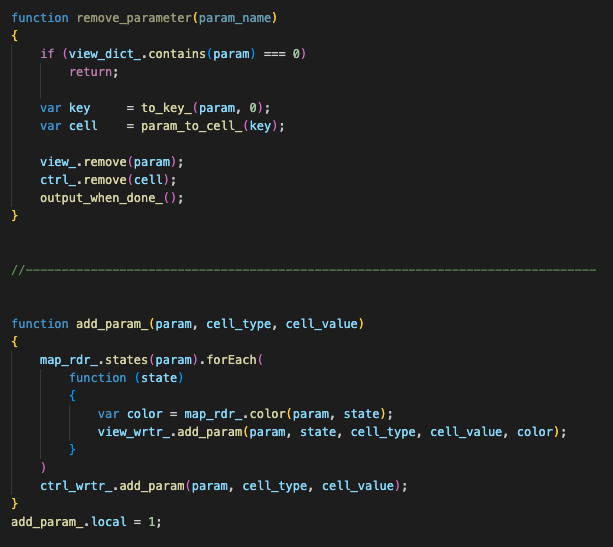 function remove_parameter(param_name)
{
    if (view_dict_.contains(param) === 0)
        return;

    var key     = to_key_(param, 0);
    var cell    = param_to_cell_(key);

    view_.remove(param);
    ctrl_.remove(cell);
    output_when_done_();
}

//-------------------------------------------------------------------------------

function add_param_(param, cell_type, cell_value)
{
    map_rdr_.states(param).forEach(
        function (state)
        {
            var color = map_rdr_.color(param, state);
            view_wrtr_.add_param(param, state, cell_type, cell_value, color);
        }
    )
    ctrl_wrtr_.add_param(param, cell_type, cell_value);
}
add_param_.local = 1;